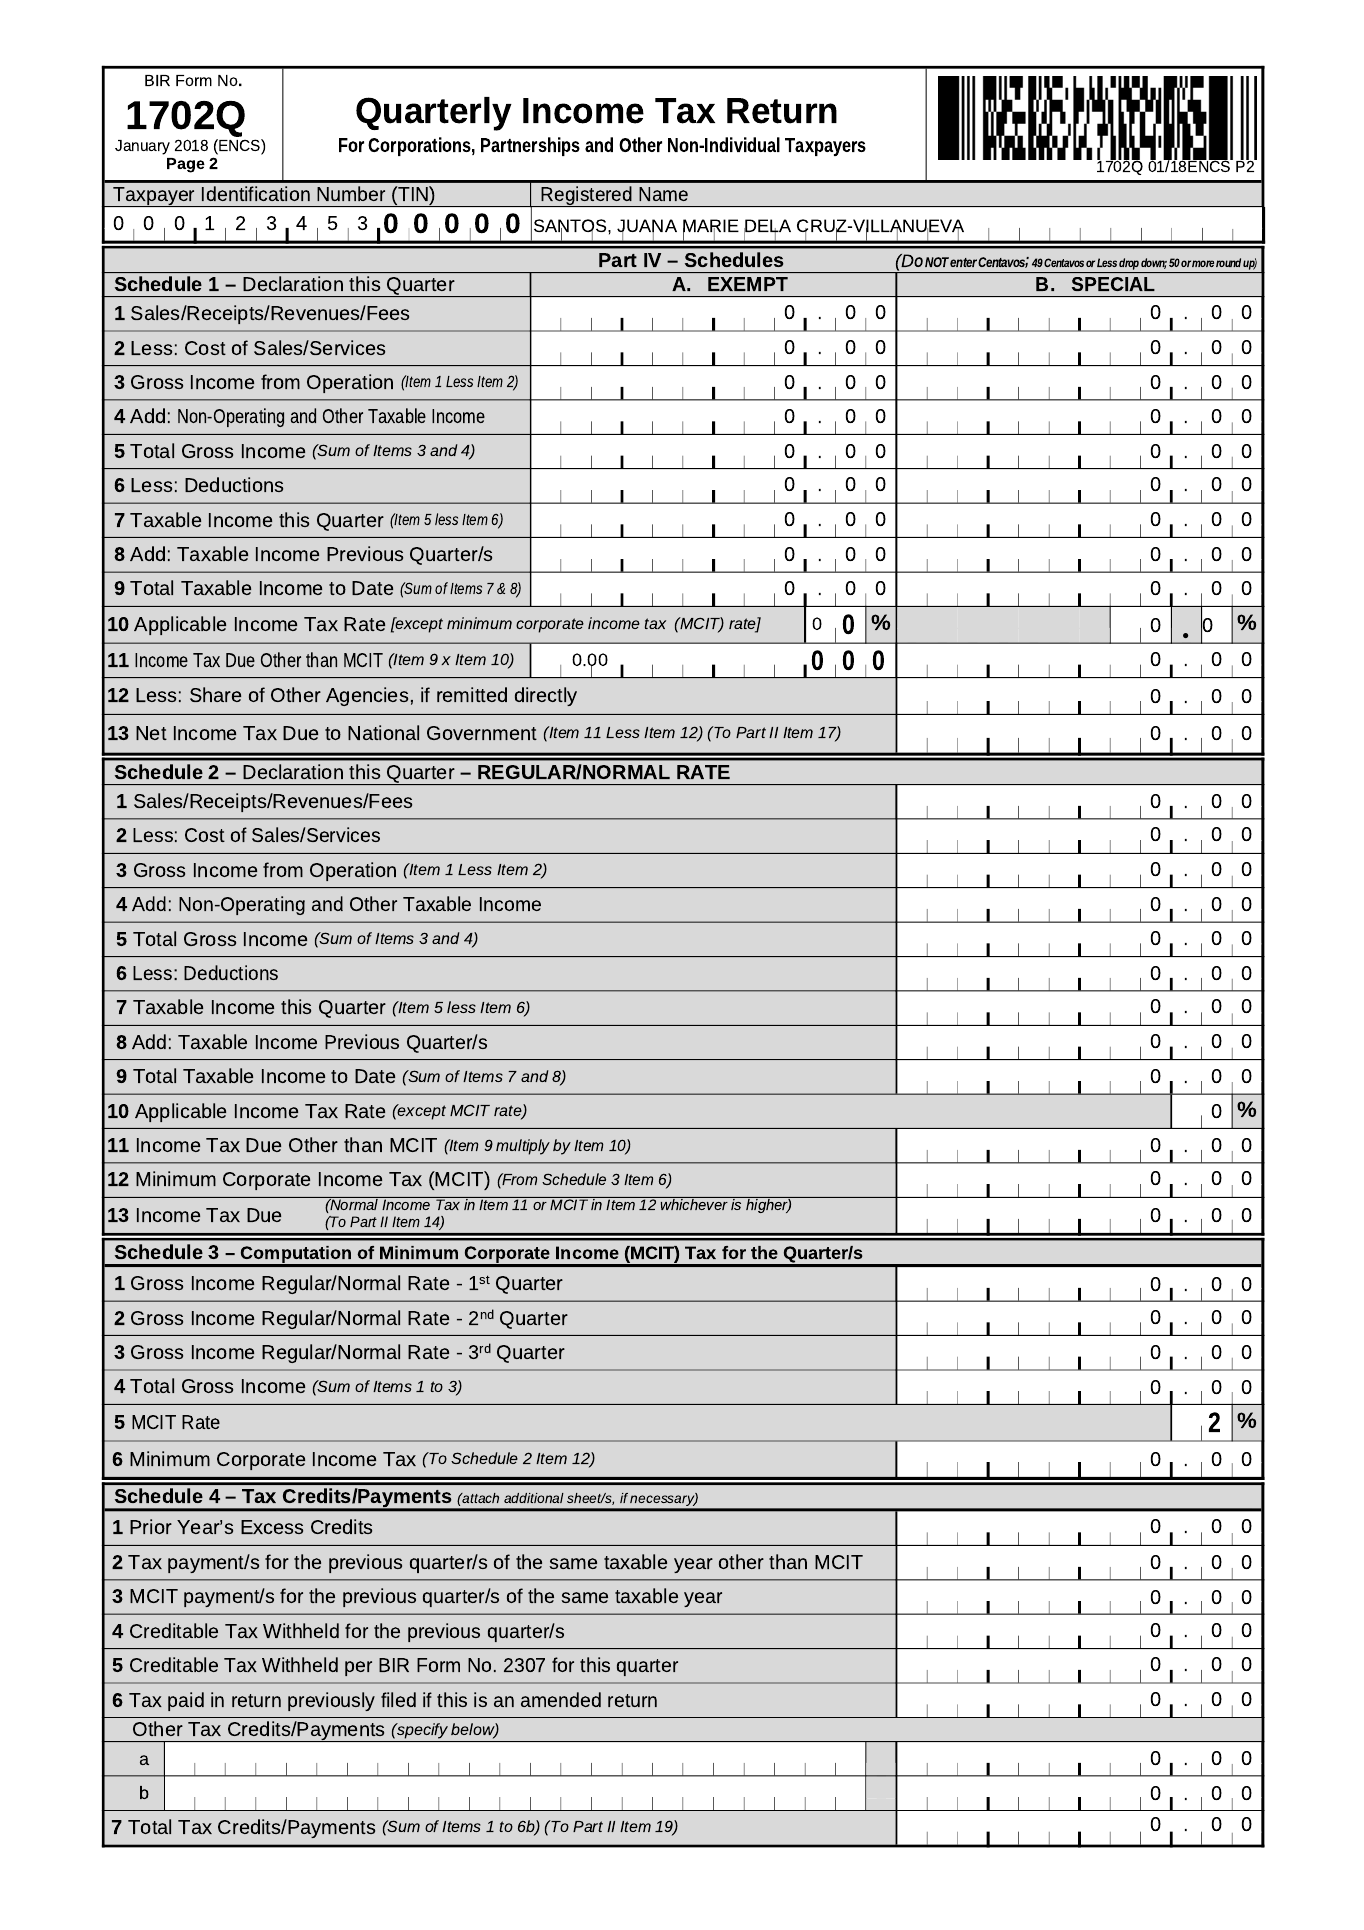 BIR Form No.
1702Q
January 2018 (ENCS)
Page 2
Quarterly Income Tax Return
For Corporations, Partnerships and Other Non-Individual Taxpayers
1702Q 01/18ENCS P2
Taxpayer Identification Number (TIN) Registered Name
0 0 0 1 2 3 4 5 3 0 0 0 0 0 SANTOS, JUANA MARIE DELA CRUZ-VILLANUEVA
Part IV – Schedules (DO NOT enter Centavos; 49 Centavos or Less drop down; 50 or more round up)
Schedule 1 – Declaration this Quarter A. EXEMPT B. SPECIAL
1 Sales/Receipts/Revenues/Fees 0 . 0 0 0 . 0 0
2 Less: Cost of Sales/Services 0 . 0 0 0 . 0 0
3 Gross Income from Operation (Item 1 Less Item 2) 0 . 0 0 0 . 0 0
4 Add: Non-Operating and Other Taxable Income 0 . 0 0 0 . 0 0
5 Total Gross Income (Sum of Items 3 and 4) 0 . 0 0 0 . 0 0
6 Less: Deductions 0 . 0 0 0 . 0 0
7 Taxable Income this Quarter (Item 5 less Item 6) 0 . 0 0 0 . 0 0
8 Add: Taxable Income Previous Quarter/s 0 . 0 0 0 . 0 0
9 Total Taxable Income to Date (Sum of Items 7 & 8) 0 . 0 0 0 . 0 0
10 Applicable Income Tax Rate [except minimum corporate income tax (MCIT) rate] 0 0 % 0 . 0 %
11 Income Tax Due Other than MCIT (Item 9 x Item 10) 0.00 0 0 0 0 . 0 0
12 Less: Share of Other Agencies, if remitted directly 0 . 0 0
13 Net Income Tax Due to National Government (Item 11 Less Item 12) (To Part II Item 17) 0 . 0 0
Schedule 2 – Declaration this Quarter – REGULAR/NORMAL RATE
1 Sales/Receipts/Revenues/Fees 0 . 0 0
2 Less: Cost of Sales/Services 0 . 0 0
3 Gross Income from Operation (Item 1 Less Item 2) 0 . 0 0
4 Add: Non-Operating and Other Taxable Income 0 . 0 0
5 Total Gross Income (Sum of Items 3 and 4) 0 . 0 0
6 Less: Deductions 0 . 0 0
7 Taxable Income this Quarter (Item 5 less Item 6) 0 . 0 0
8 Add: Taxable Income Previous Quarter/s 0 . 0 0
9 Total Taxable Income to Date (Sum of Items 7 and 8) 0 . 0 0
10 Applicable Income Tax Rate (except MCIT rate) 0 %
11 Income Tax Due Other than MCIT (Item 9 multiply by Item 10) 0 . 0 0
12 Minimum Corporate Income Tax (MCIT) (From Schedule 3 Item 6) 0 . 0 0
13 Income Tax Due (Normal Income Tax in Item 11 or MCIT in Item 12 whichever is higher)
(To Part II Item 14) 0 . 0 0
Schedule 3 – Computation of Minimum Corporate Income (MCIT) Tax for the Quarter/s
1 Gross Income Regular/Normal Rate - 1st Quarter 0 . 0 0
2 Gross Income Regular/Normal Rate - 2nd Quarter 0 . 0 0
3 Gross Income Regular/Normal Rate - 3rd Quarter 0 . 0 0
4 Total Gross Income (Sum of Items 1 to 3) 0 . 0 0
5 MCIT Rate 2 %
6 Minimum Corporate Income Tax (To Schedule 2 Item 12) 0 . 0 0
Schedule 4 – Tax Credits/Payments (attach additional sheet/s, if necessary)
1 Prior Year’s Excess Credits 0 . 0 0
2 Tax payment/s for the previous quarter/s of the same taxable year other than MCIT 0 . 0 0
3 MCIT payment/s for the previous quarter/s of the same taxable year 0 . 0 0
4 Creditable Tax Withheld for the previous quarter/s 0 . 0 0
5 Creditable Tax Withheld per BIR Form No. 2307 for this quarter 0 . 0 0
6 Tax paid in return previously filed if this is an amended return 0 . 0 0
Other Tax Credits/Payments (specify below)
a 0 . 0 0
b 0 . 0 0
7 Total Tax Credits/Payments (Sum of Items 1 to 6b) (To Part II Item 19) 0 . 0 0